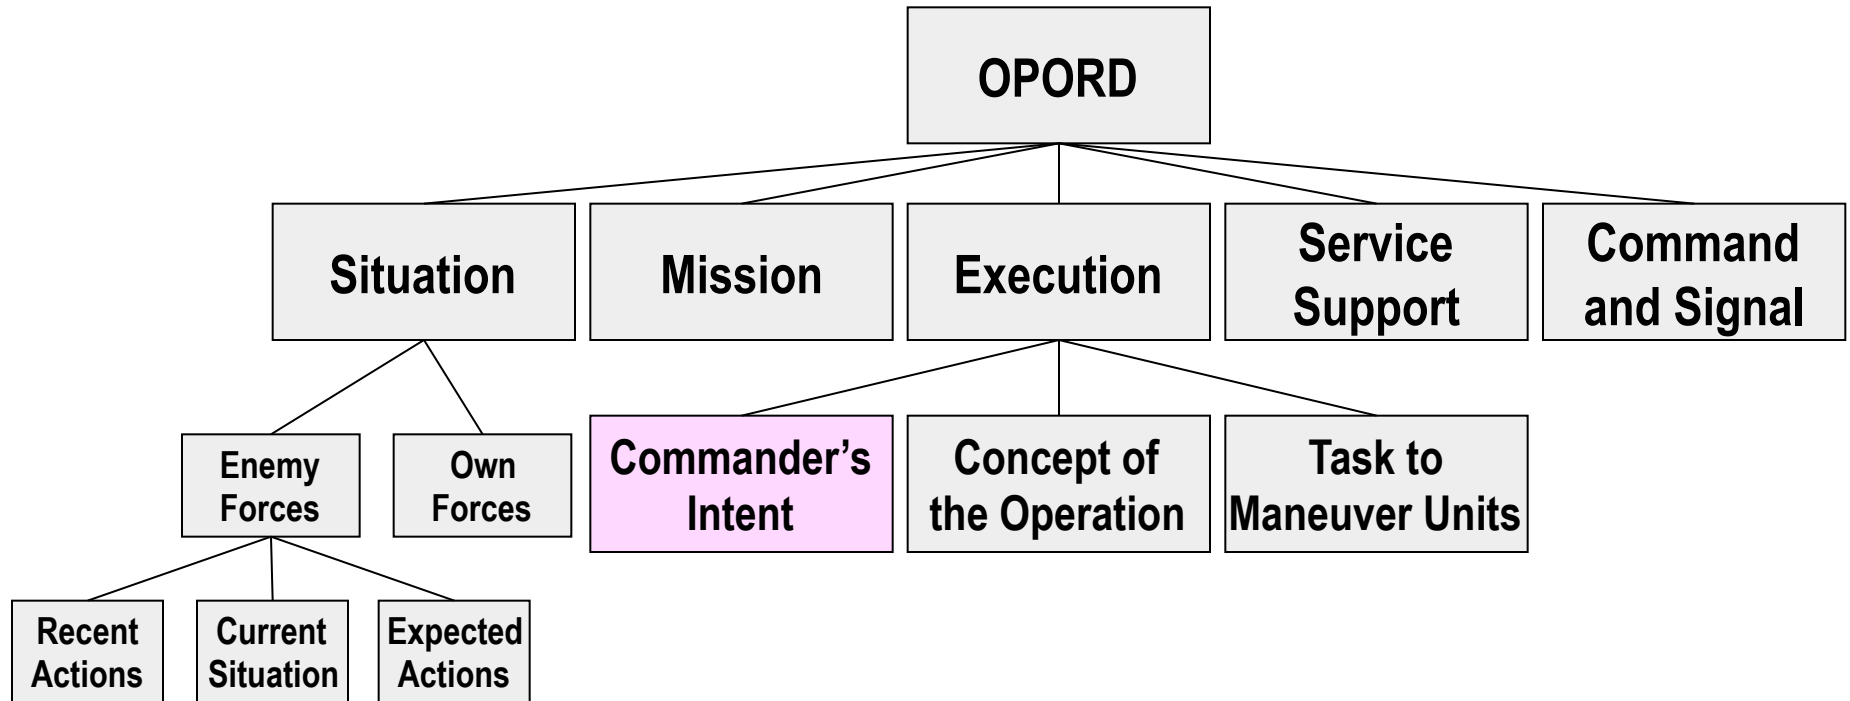 OPORD
Situation
Mission
Execution
Service
Support
Command
and Signal
Enemy
Forces
Own
Forces
Commander’s
Intent
Concept of
the Operation
Task to
Maneuver Units
Recent
Actions
Current
Situation
Expected
Actions